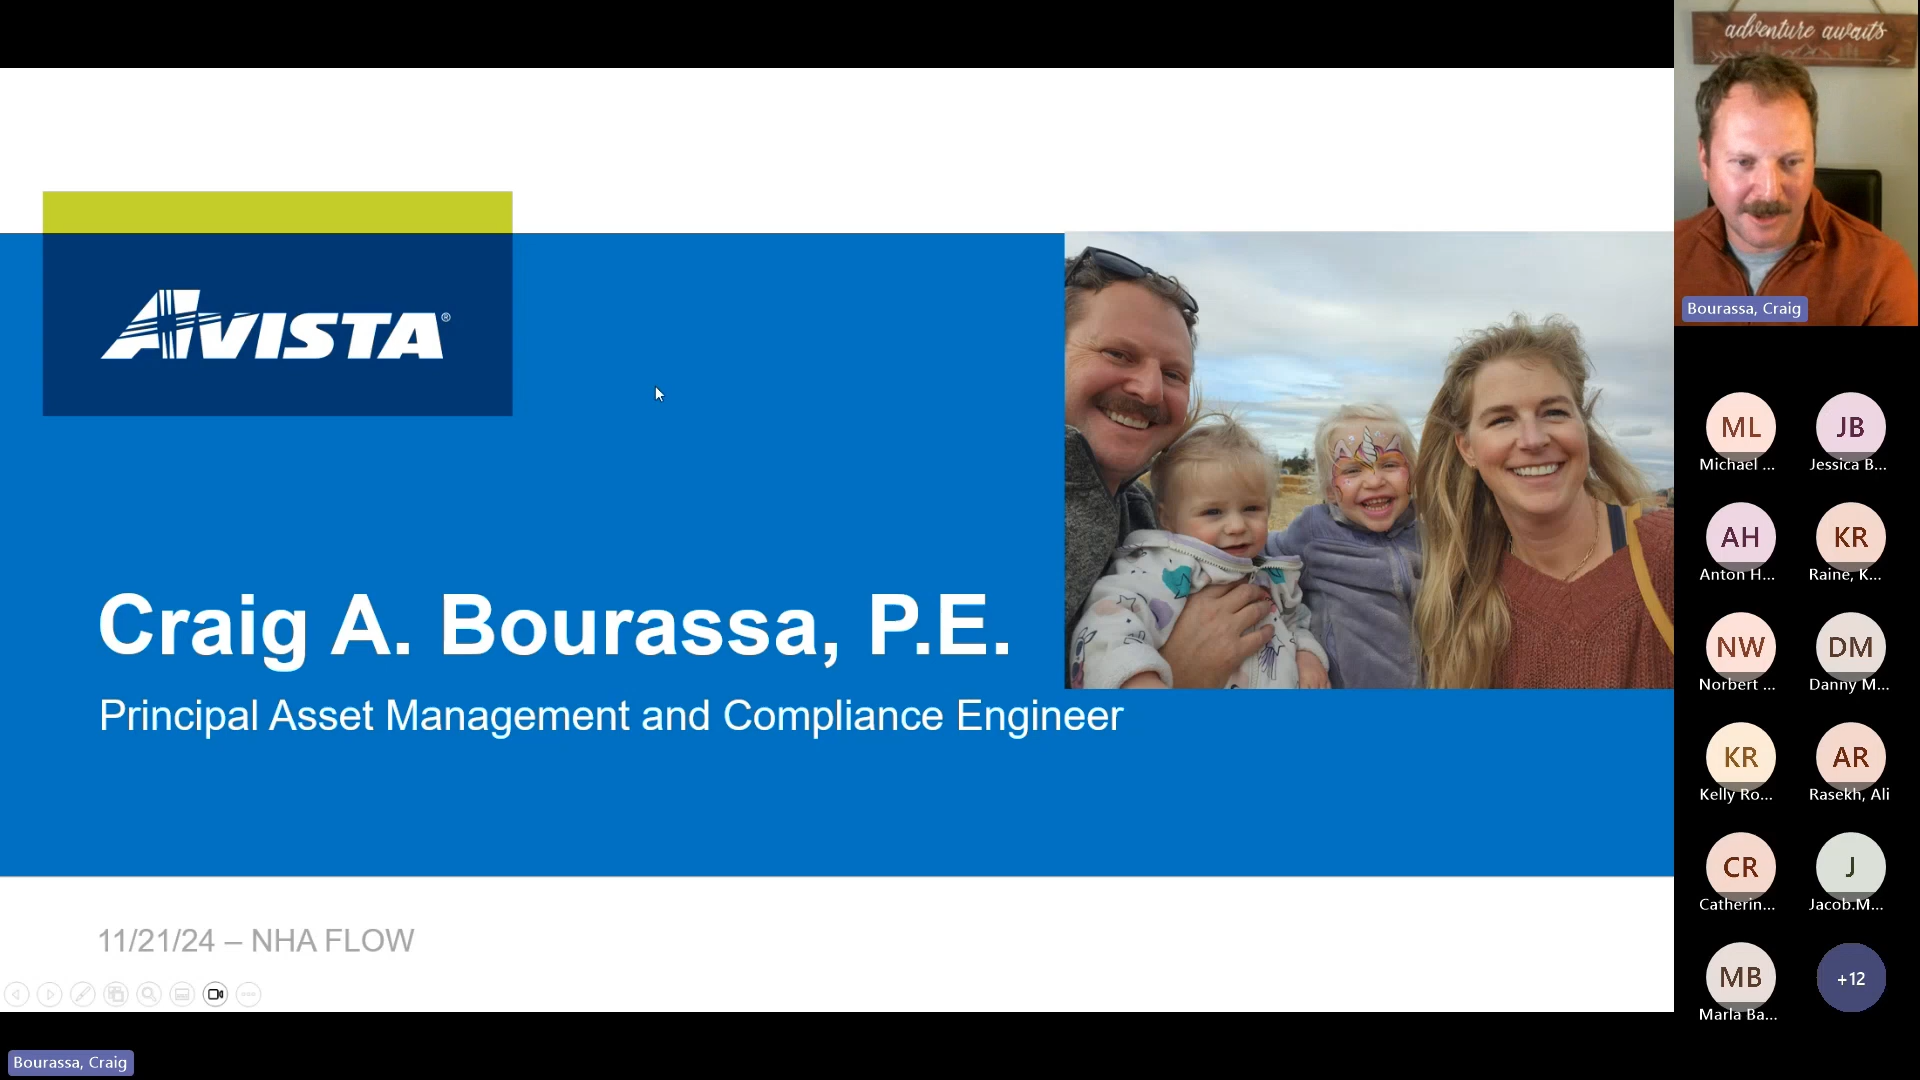 adventure awaits
AVISTA®
Craig A. Bourassa, P.E.
Principal Asset Management and Compliance Engineer
11/21/24 – NHA FLOW
Bourassa, Craig
Bourassa, Craig
ML
Michael ...
JB
Jessica B...
AH
Anton H...
KR
Raine, K...
NW
Norbert ...
DM
Danny M...
KR
Kelly Ro...
AR
Rasekh, Ali
CR
Catherin...
J
Jacob.M...
MB
Marla Ba...
+12